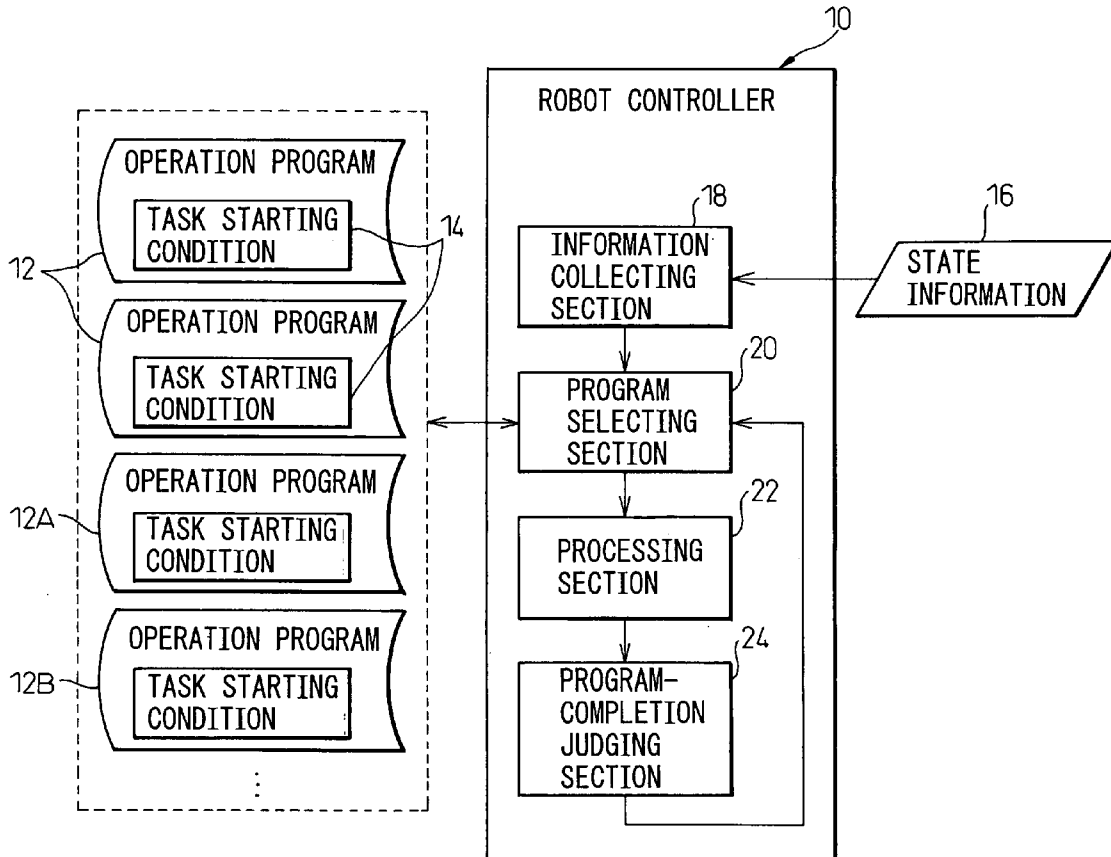 10
ROBOT CONTROLLER
OPERATION PROGRAM
TASK STARTING
CONDITION
14
12
OPERATION PROGRAM
TASK STARTING
CONDITION
OPERATION PROGRAM
TASK STARTING
CONDITION
12A
OPERATION PROGRAM
TASK STARTING
CONDITION
12B
18
INFORMATION
COLLECTING
SECTION
16
STATE
INFORMATION
20
PROGRAM
SELECTING
SECTION
22
PROCESSING
SECTION
24
PROGRAM-
COMPLETION
JUDGING
SECTION